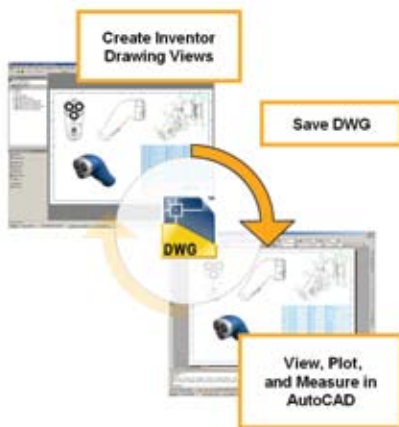 Create Inventor
Drawing Views
Save DWG
DWG
View, Plot,
and Measure in
AutoCAD